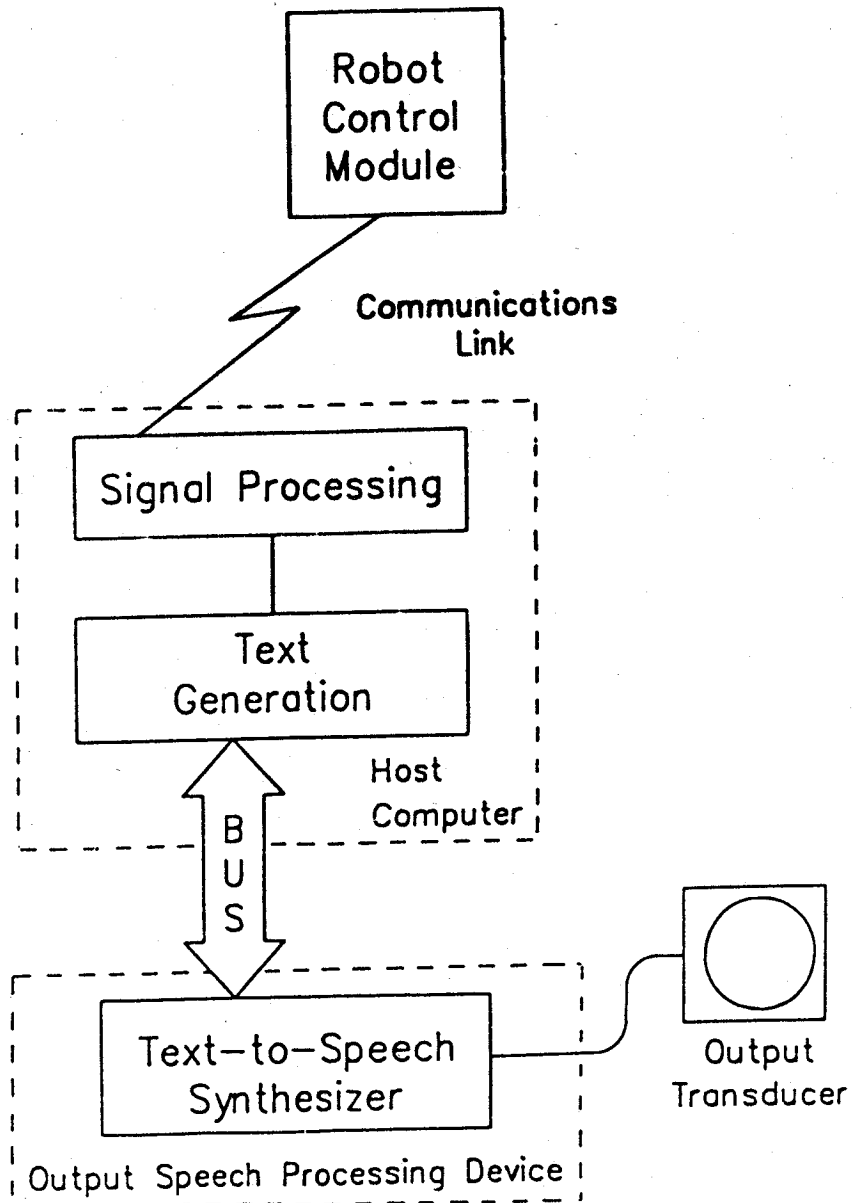 Robot
Control
Module
Communications
Link
Signal Processing
Text
Generation
Host
Computer
B
U
S
Text-to-Speech
Synthesizer
Output
Transducer
Output Speech Processing Device